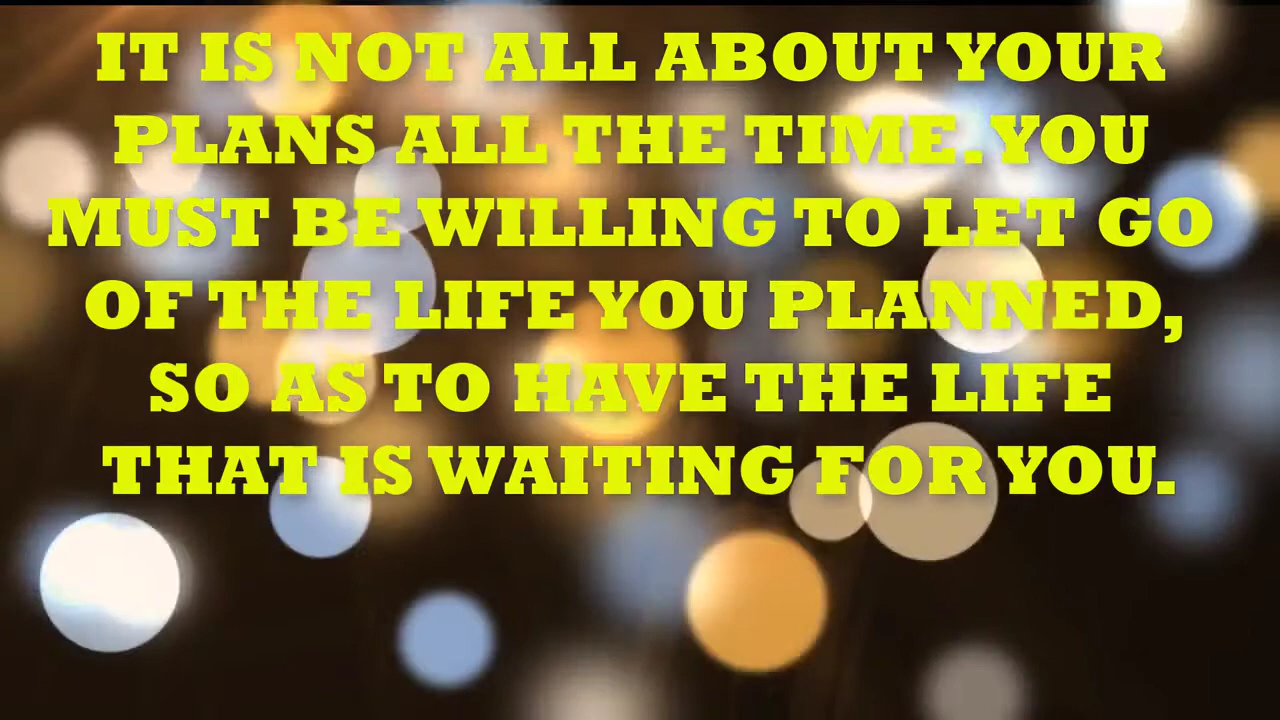 IT IS NOT ALL ABOUT YOUR
PLANS ALL THE TIME. YOU
MUST BE WILLING TO LET GO
OF THE LIFE YOU PLANNED,
SO AS TO HAVE THE LIFE
THAT IS WAITING FOR YOU.